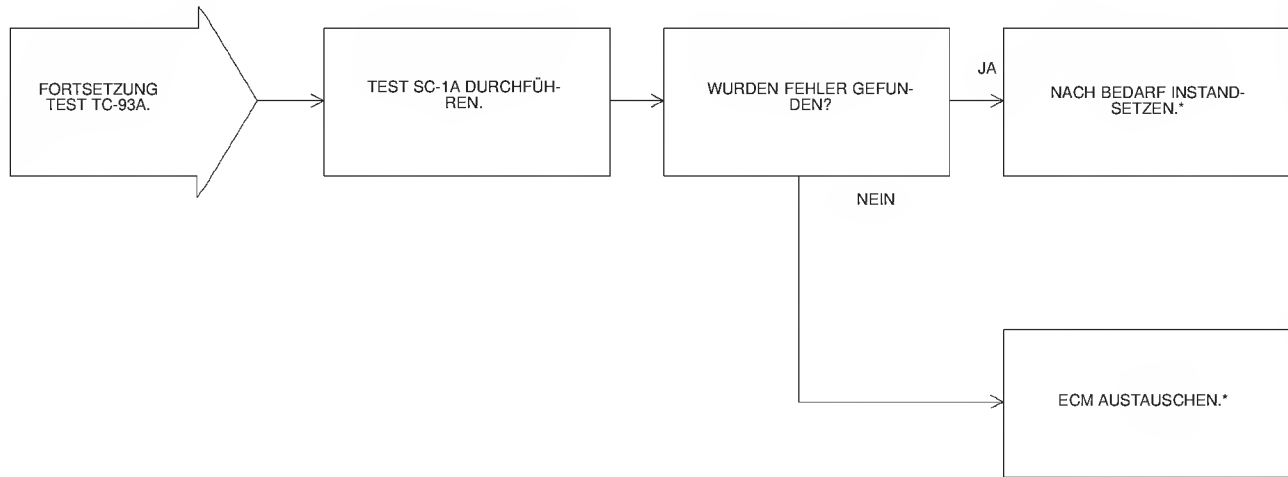 FORTSETZUNG
TEST TC-93A.
TEST SC-1A DURCHFÜH-
REN.
WURDEN FEHLER GEFUN-
DEN?
JA
NACH BEDARF INSTAND-
SETZEN.*
NEIN
ECM AUSTAUSCHEN.*